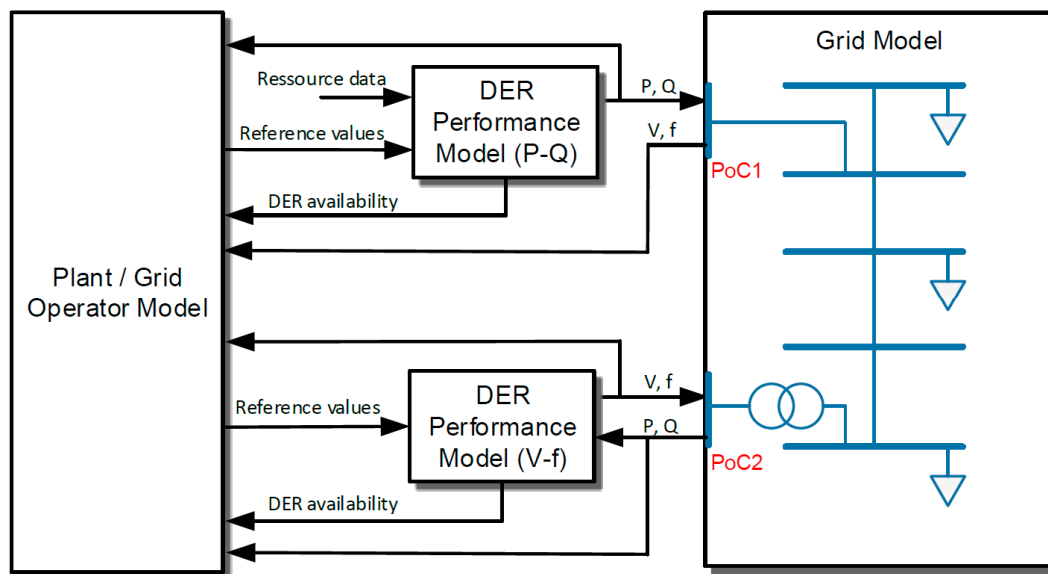 Plant / Grid
Operator Model
Ressource data
Reference values
DER availability
DER
Performance
Model (P-Q)
P, Q
V, f
PoC1
Grid Model
Reference values
DER availability
DER
Performance
Model (V-f)
V, f
P, Q
PoC2